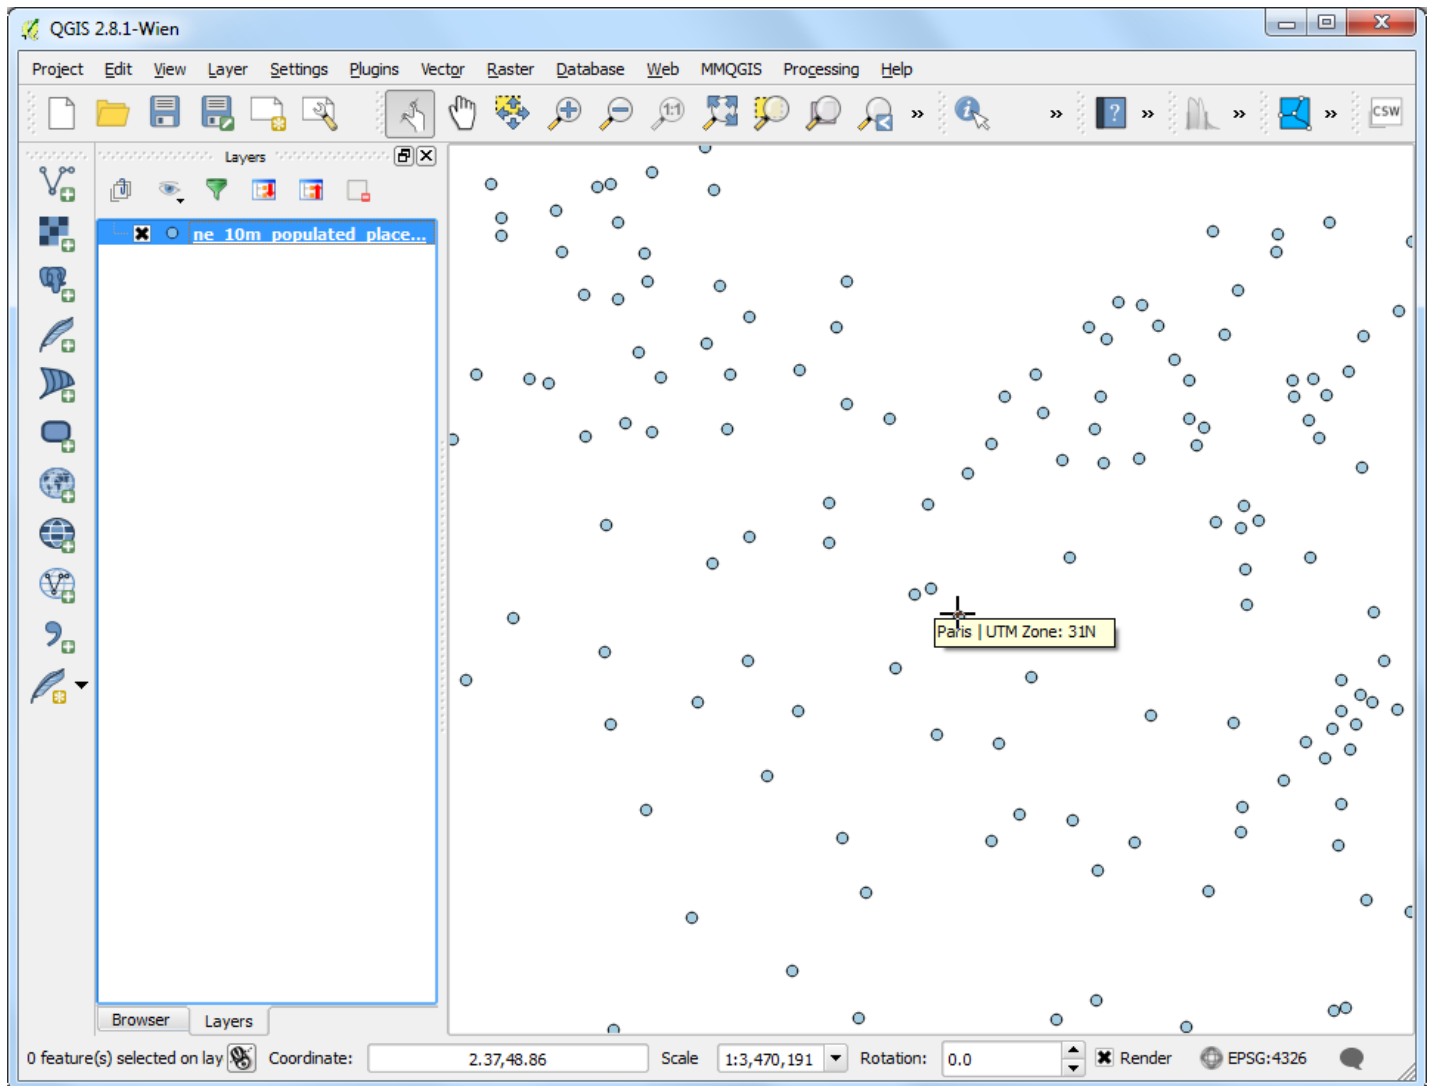 QGIS 2.8.1-Wien
Project Edit View Layer Settings Plugins Vector Raster Database Web MMQGIS Processing Help
1:1 » » ? » » » CSW
Layers
ne_10m_populated_place...
Paris | UTM Zone: 31N
Browser Layers
0 feature(s) selected on lay Coordinate: 2.37,48.86 Scale 1:3,470,191 Rotation: 0.0 Render EPSG:4326